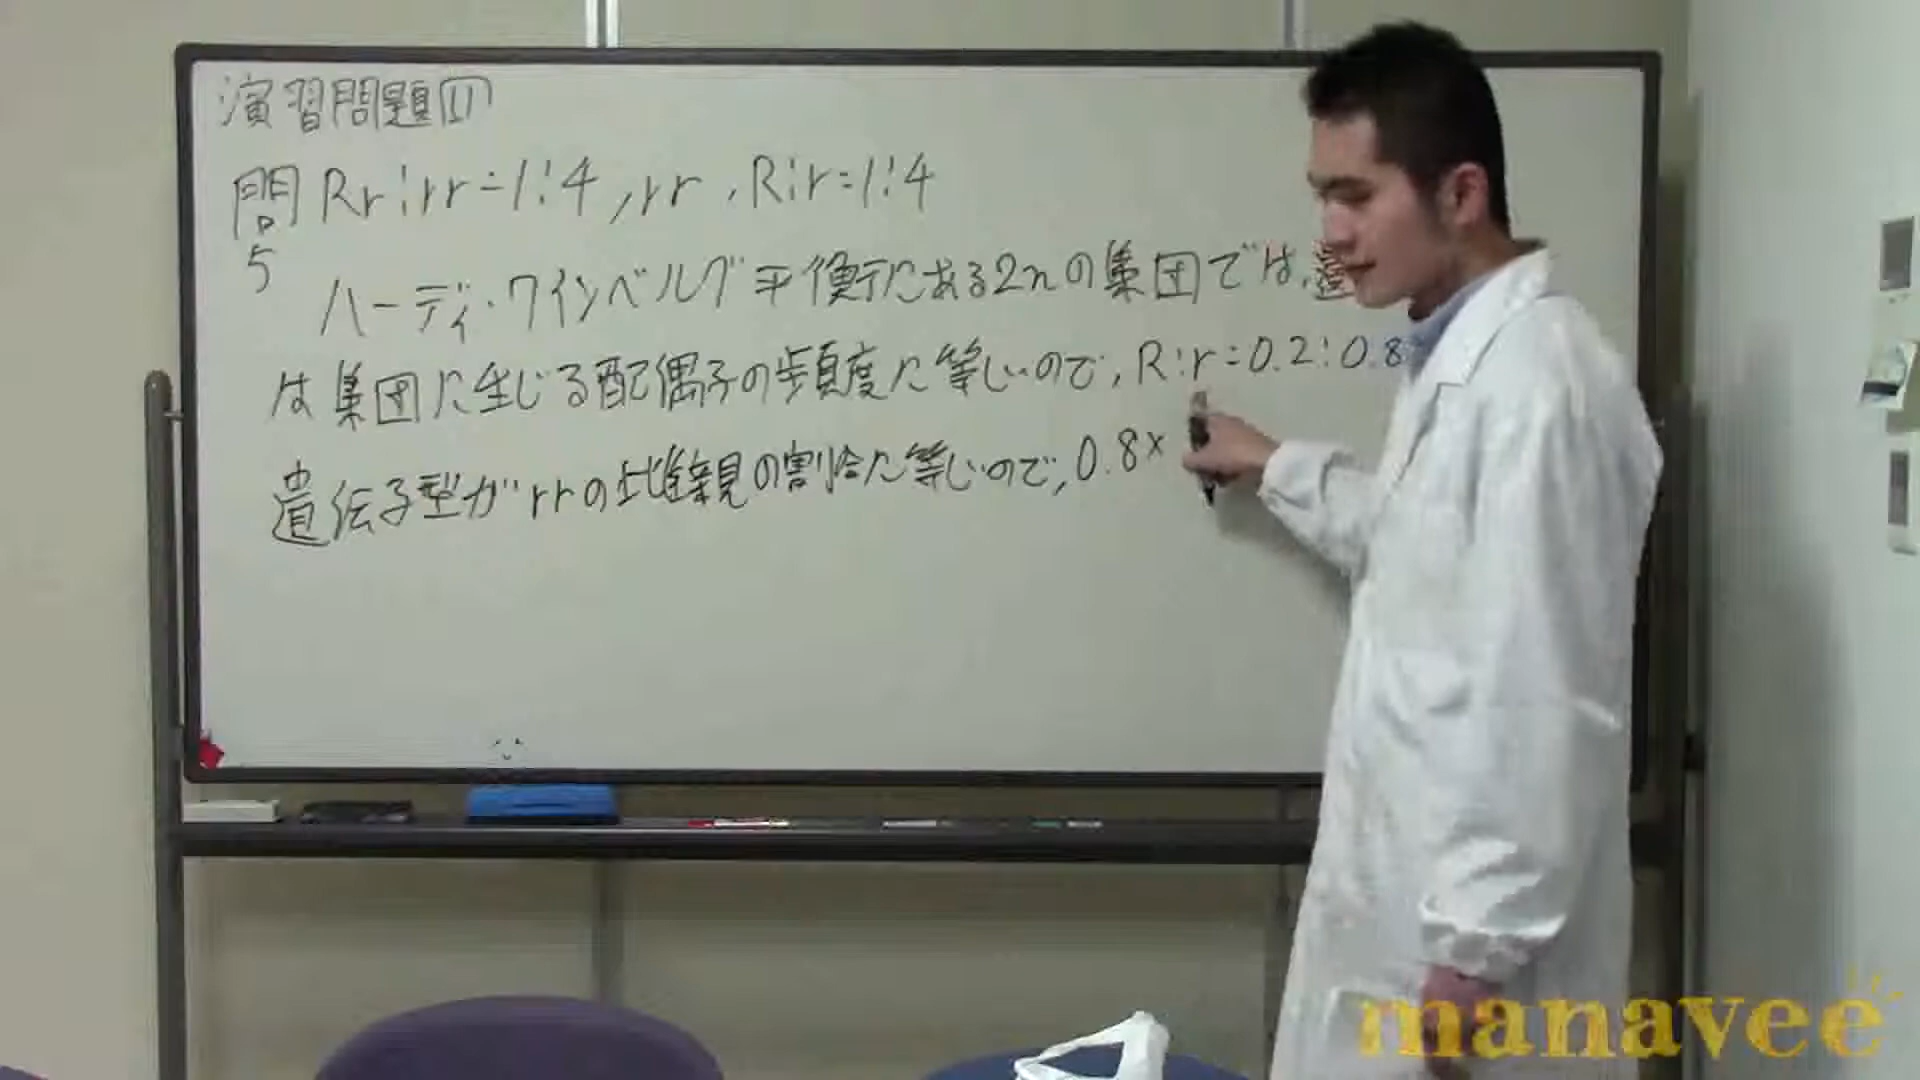 演習問題11
問5 Rr:rr=1:4,rr,R:r=1:4
ハーディ・ワインベルグ平衡にある2nの集団では,遺
は集団に生じる配偶子の頻度に等しいので,R:r=0.2:0.8
遺伝子型がrrの雌親の割合に等しいので,0.8×
manavee